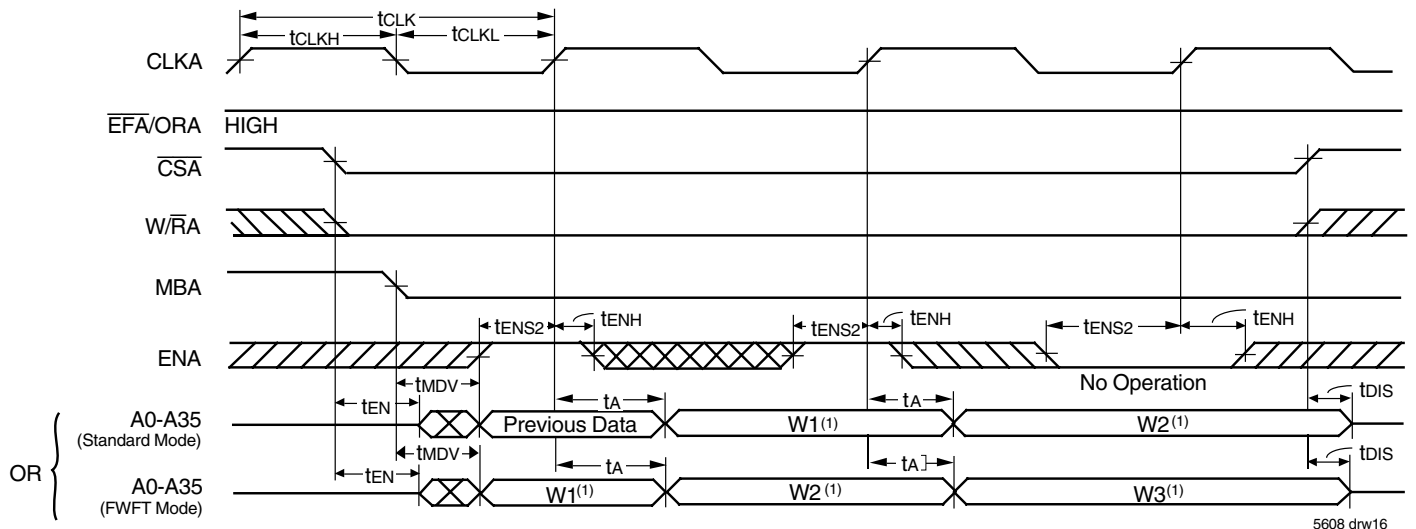 tCLK
tCLKH tCLKL
CLKA
EFA/ORA HIGH
CSA
W/RA
MBA
tENS2 tENH tENS2 tENH tENS2 tENH
ENA
No Operation
tMDV
tEN tA tA tDIS
A0-A35 Previous Data W1(1) W2(1)
(Standard Mode)
OR
tMDV
tEN tA tA tDIS
A0-A35 W1(1) W2(1) W3(1)
(FWFT Mode)
5608 drw16